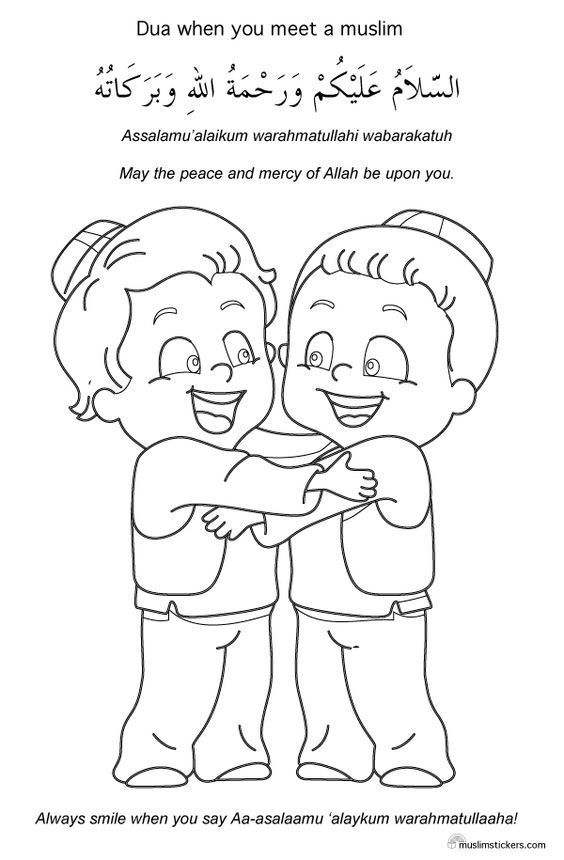 Dua when you meet a muslim
السّلاَمُ عَلَيْكُمْ وَرَحْمَةُ اللهِ وَبَرَكَاتُهُ
Assalamu'alaikum warahmatullahi wabarakatuh
May the peace and mercy of Allah be upon you.
Always smile when you say Aa-asalaamu ‘alaykum warahmatullaaha!
muslimstickers.com